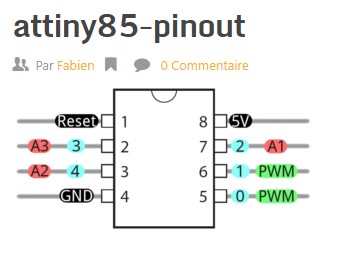 attiny85-pinout
Par Fabien 0 Commentaire
Reset 1 8 5V
A3 3 2 7 2 A1
A2 4 3 6 1 PWM
GND 4 5 0 PWM